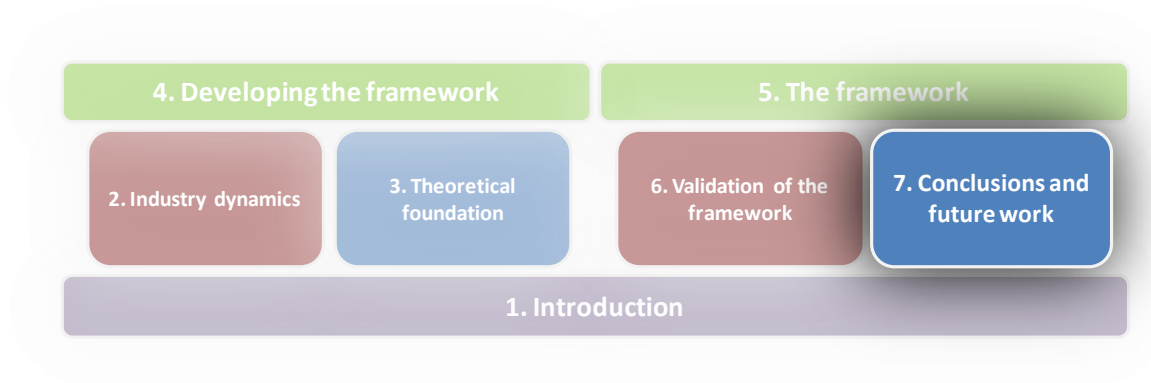 4. Developing the framework
5. The framework
2. Industry dynamics
3. Theoretical
foundation
6. Validation of the
framework
7. Conclusions and
future work
1. Introduction